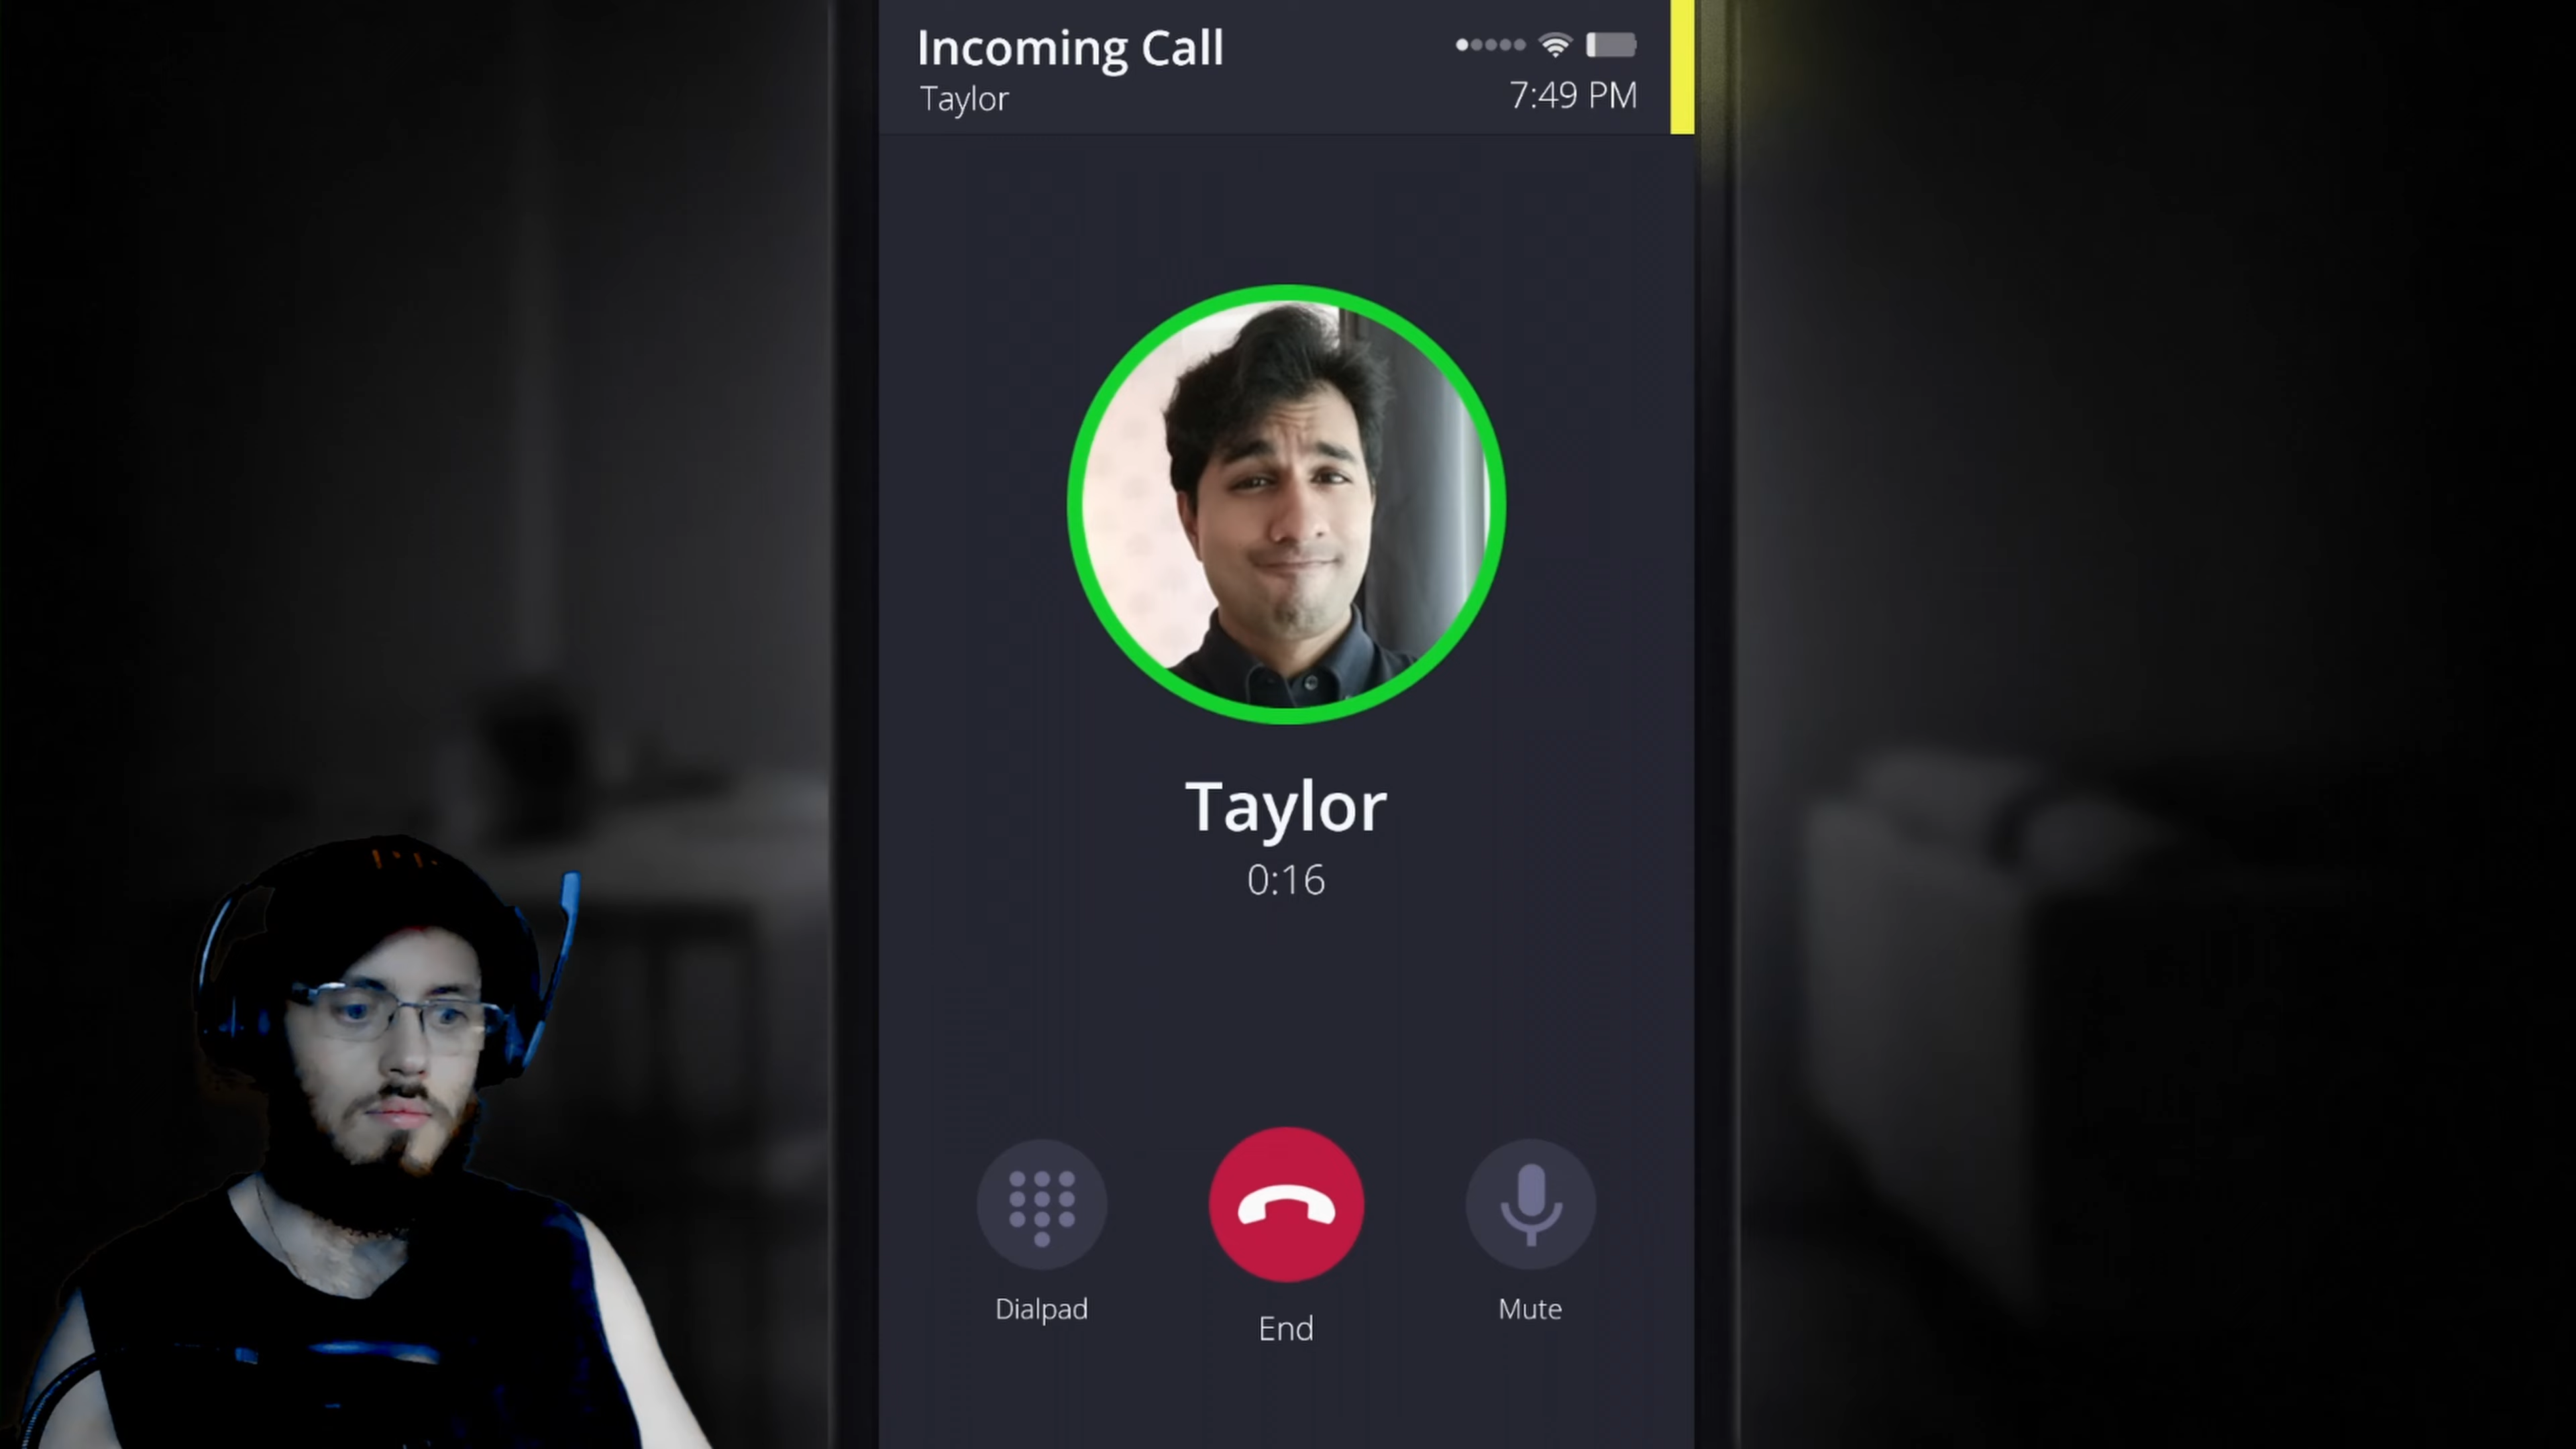 Incoming Call
Taylor
7:49 PM
Taylor
0:16
Dialpad
End
Mute